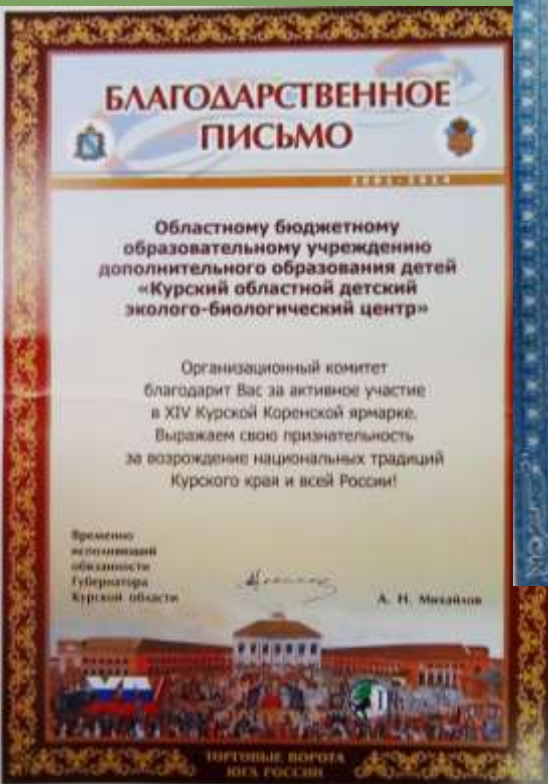 БЛАГОДАРСТВЕННОЕ
ПИСЬМО
2001-2014
Областному бюджетному
образовательному учреждению
дополнительного образования детей
«Курский областной детский
эколого-биологический центр»
Организационный комитет
благодарит Вас за активное участие
в XIV Курской Коренской ярмарке.
Выражаем свою признательность
за возрождение национальных традиций
Курского края и всей России!
Временно
исполняющий
обязанности
Губернатора
Курской области
А. Н. Михайлов
ТОРГОВЫЕ ВОРОТА
ЮГА РОССИИ